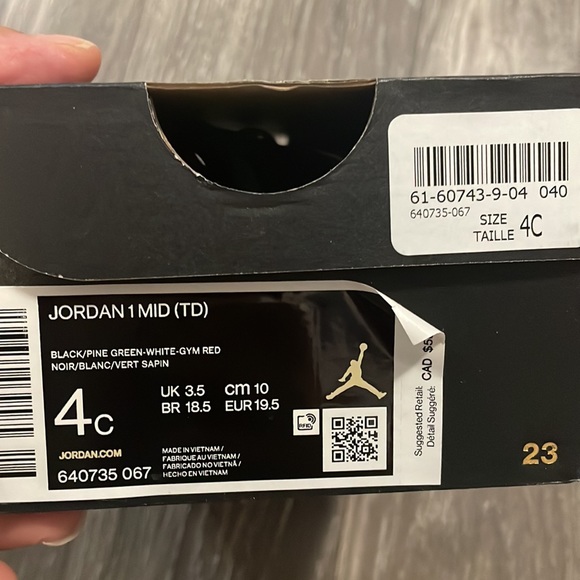 61-60743-9-04 040
640735-067
SIZE
TAILLE 4C
JORDAN 1 MID (TD)
BLACK/PINE GREEN-WHITE-GYM RED
NOIR/BLANC/VERT SAPIN
4C
UK 3.5 cm 10
BR 18.5 EUR 19.5
JORDAN.COM
640735 067
MADE IN VIETNAM /
FABRIQUE AU VIETNAM /
FABRICADO NO VIETNÃ /
HECHO EN VIETNAM
RFID
Suggested Retail:
Détail Suggéré:
CAD $5
23